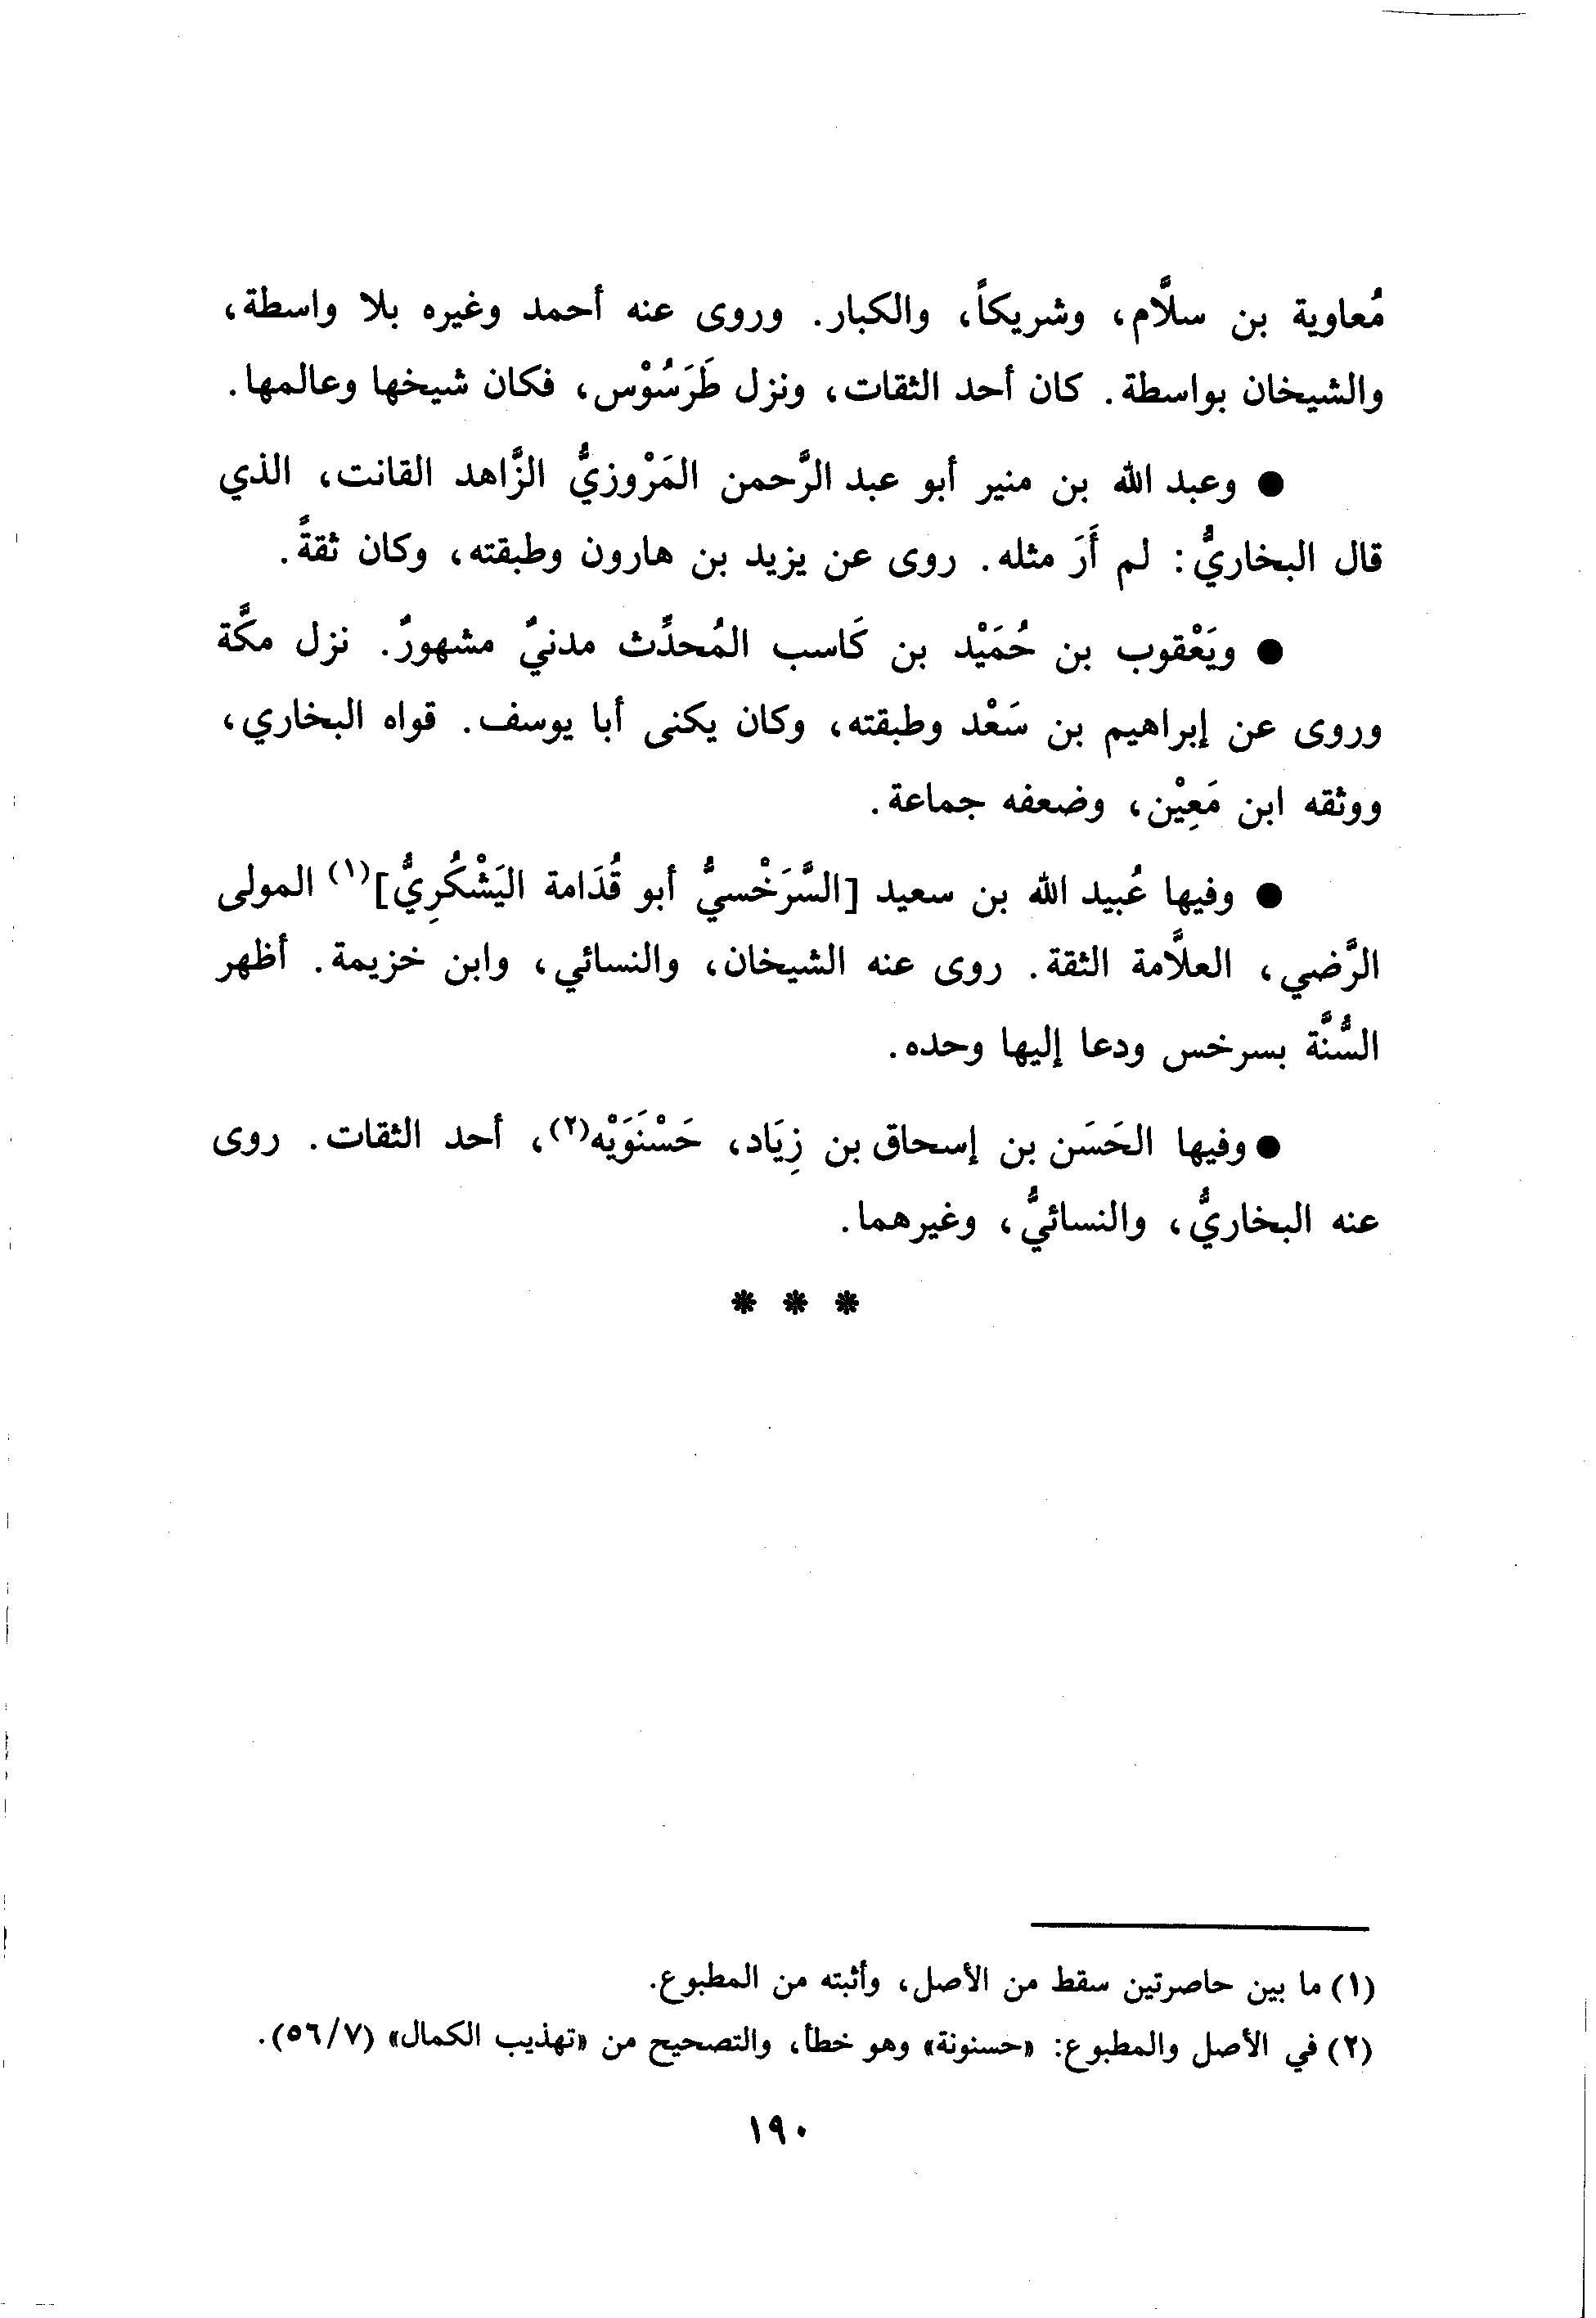 مُعاوية بن سلاَّم، وشريكاً، والكبار. وروى عنه أحمد وغيره بلا واسطة،
والشيخان بواسطة. كان أحد الثقات، ونزل طَرَسُوْس، فكان شيخها وعالمها.
● وعبد الله بن منير أبو عبد الرَّحمن المَرْوزيُّ الزَّاهد القانت، الذي
قال البخاريُّ: لم أَرَ مثله. روى عن يزيد بن هارون وطبقته، وكان ثقةً.
● ويَعْقوب بن حُمَيْد بن كَاسب المُحدِّث مدنيٌ مشهورٌ. نزل مكَّة
وروى عن إبراهيم بن سَعْد وطبقته، وكان يكنى أبا يوسف. قواه البخاري،
ووثقه ابن مَعِيْن، وضعفه جماعة.
● وفيها عُبيد الله بن سعيد [السَّرَخْسيُّ أبو قُدَامة اليَشْكُرِيُّ](١) المولى
الرَّضي، العلاَّمة الثقة. روى عنه الشيخان، والنسائي، وابن خزيمة. أظهر
السُّنَّة بسرخس ودعا إليها وحده.
● وفيها الحَسَن بن إسحاق بن زِيَاد، حَسْنَوَيْه(٢)، أحد الثقات. روى
عنه البخاريُّ، والنسائيُّ، وغيرهما.
* * *
(١) ما بين حاصرتين سقط من الأصل، وأثبته من المطبوع.
(٢) في الأصل والمطبوع: «حسنونة» وهو خطأ، والتصحيح من «تهذيب الكمال» (٥٦/٧).
١٩٠